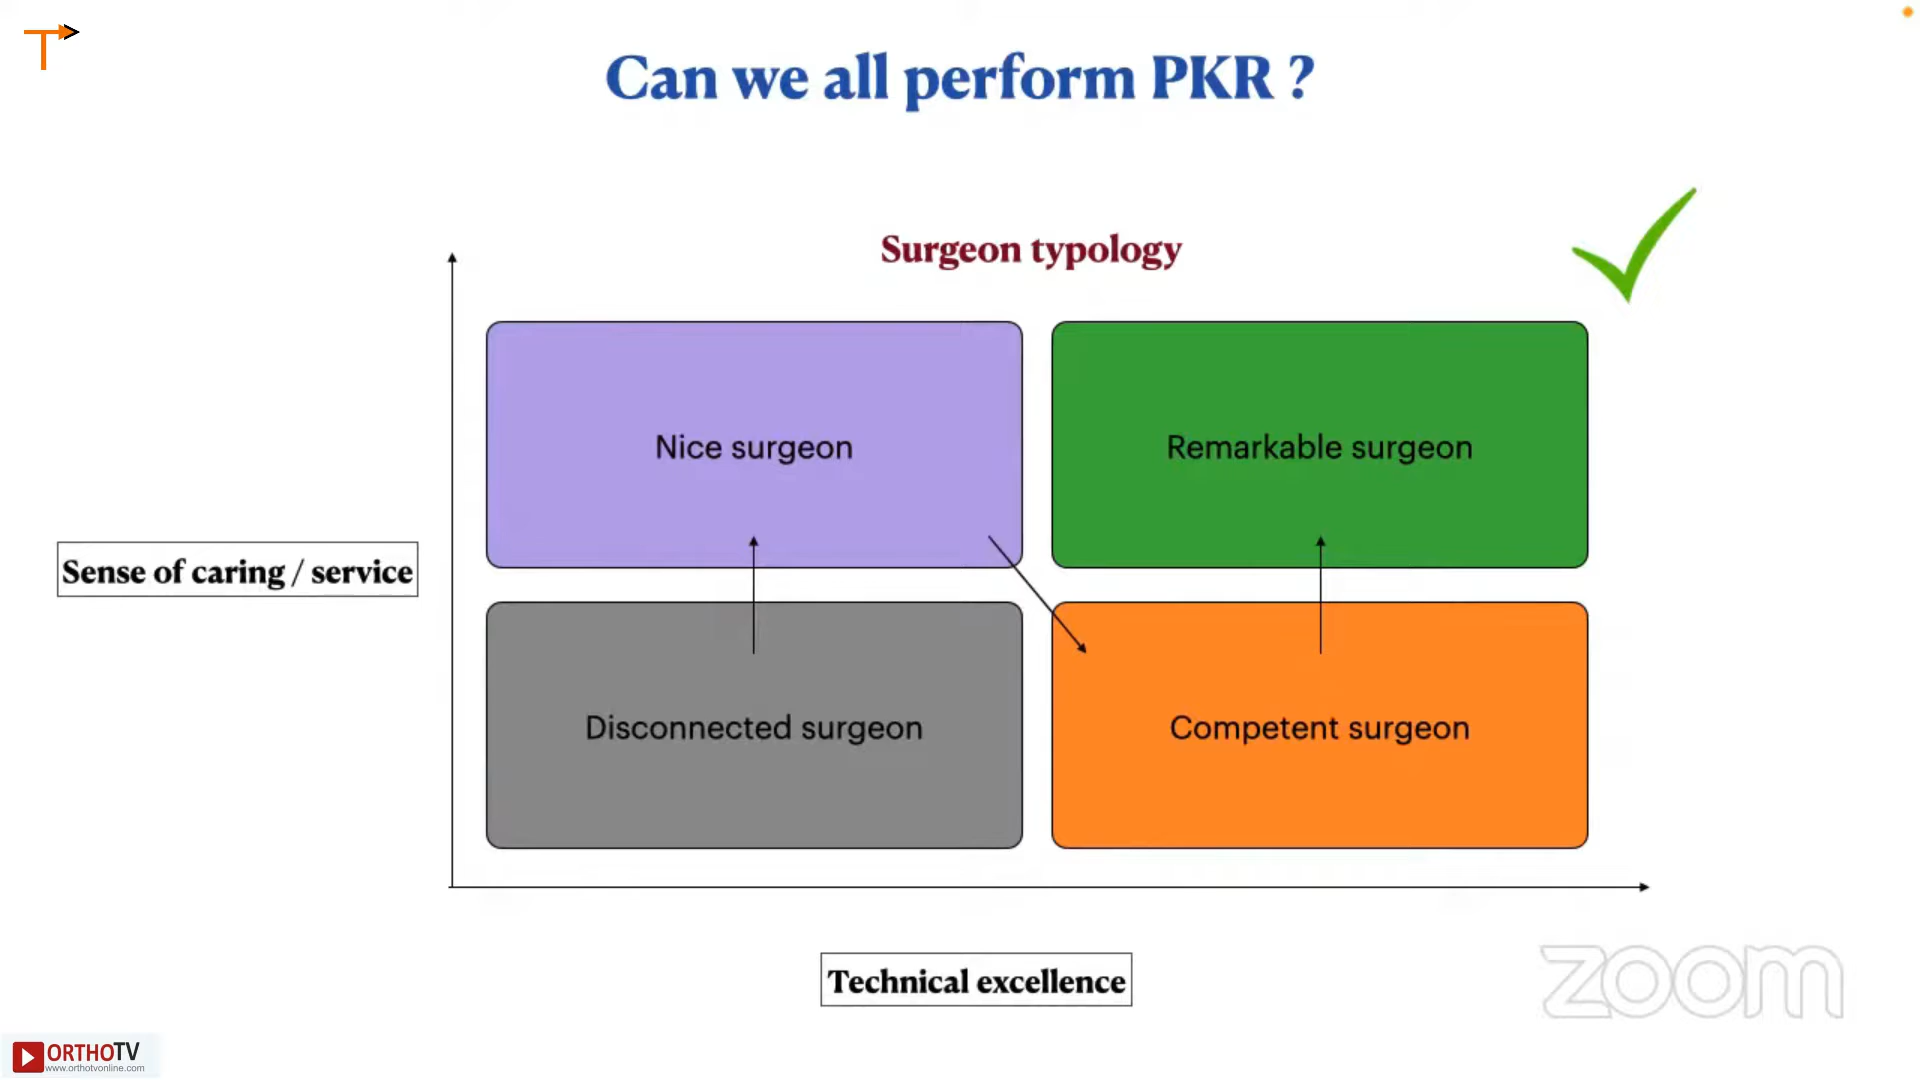 Can we all perform PKR ?
Surgeon typology
Nice surgeon
Remarkable surgeon
Sense of caring / service
Disconnected surgeon
Competent surgeon
Technical excellence
zoom
ORTHOTV
www.orthotvonline.com